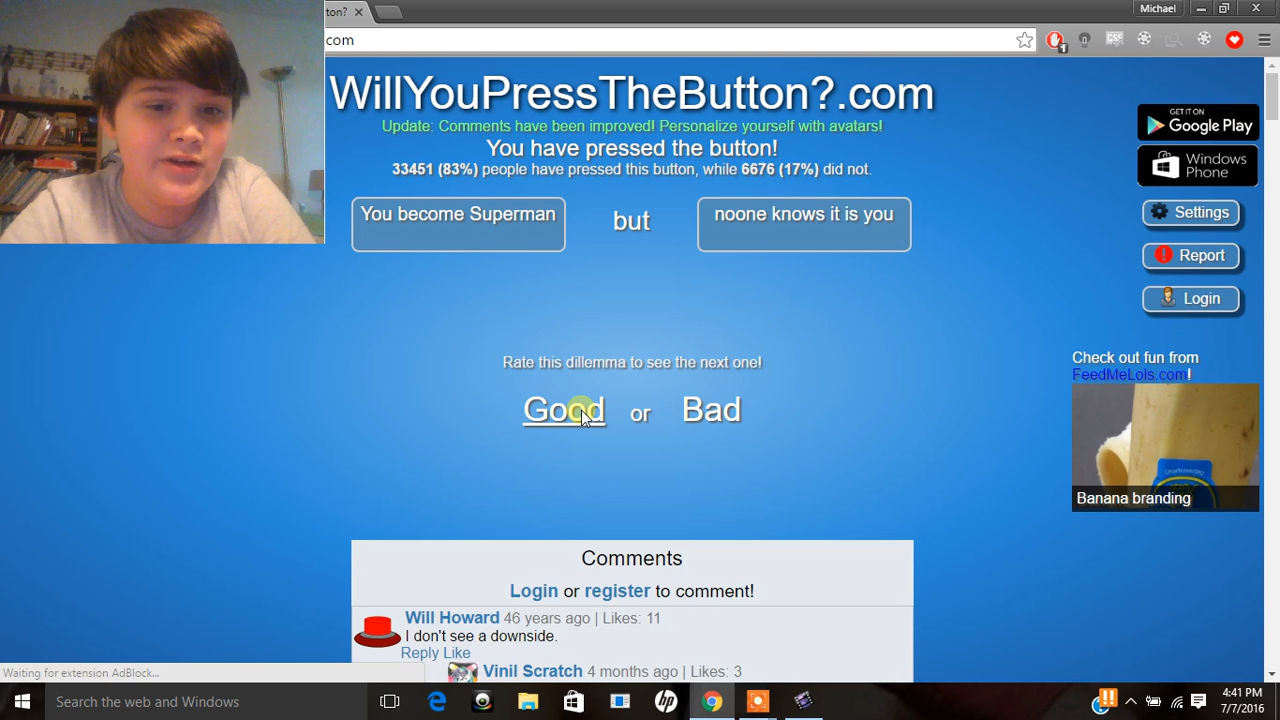 ton?
Michael
com
1
WillYouPressTheButton?.com
Update: Comments have been improved! Personalize yourself with avatars!
You have pressed the button!
33451 (83%) people have pressed this button, while 6676 (17%) did not.
You become Superman
but
noone knows it is you
GET IT ON
Google Play
Windows
Phone
Settings
Report
Login
Rate this dillemma to see the next one!
Good or Bad
Check out fun from
FeedMeLols.com!
Banana branding
Comments
Login or register to comment!
Will Howard 46 years ago | Likes: 11
I don't see a downside.
Reply Like
Vinil Scratch 4 months ago | Likes: 3
Waiting for extension AdBlock...
Search the web and Windows
4:41 PM
7/7/2016